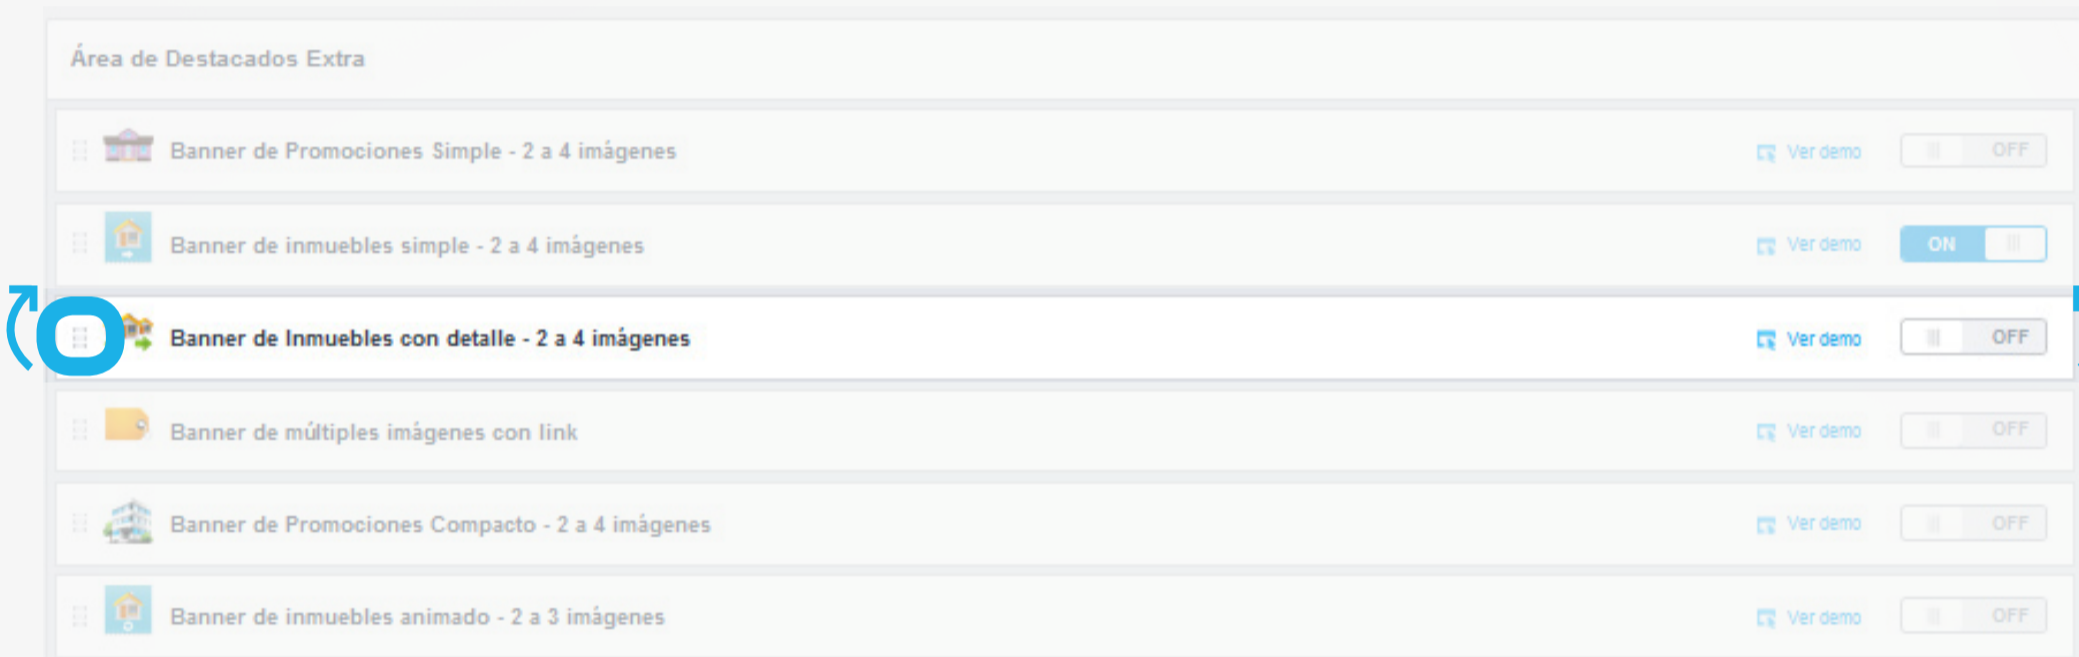 Área de Destacados Extra
Banner de Promociones Simple - 2 a 4 imágenes Ver demo OFF
Banner de inmuebles simple - 2 a 4 imágenes Ver demo ON
Banner de Inmuebles con detalle - 2 a 4 imágenes Ver demo OFF
Banner de múltiples imágenes con link Ver demo OFF
Banner de Promociones Compacto - 2 a 4 imágenes Ver demo OFF
Banner de inmuebles animado - 2 a 3 imágenes Ver demo OFF